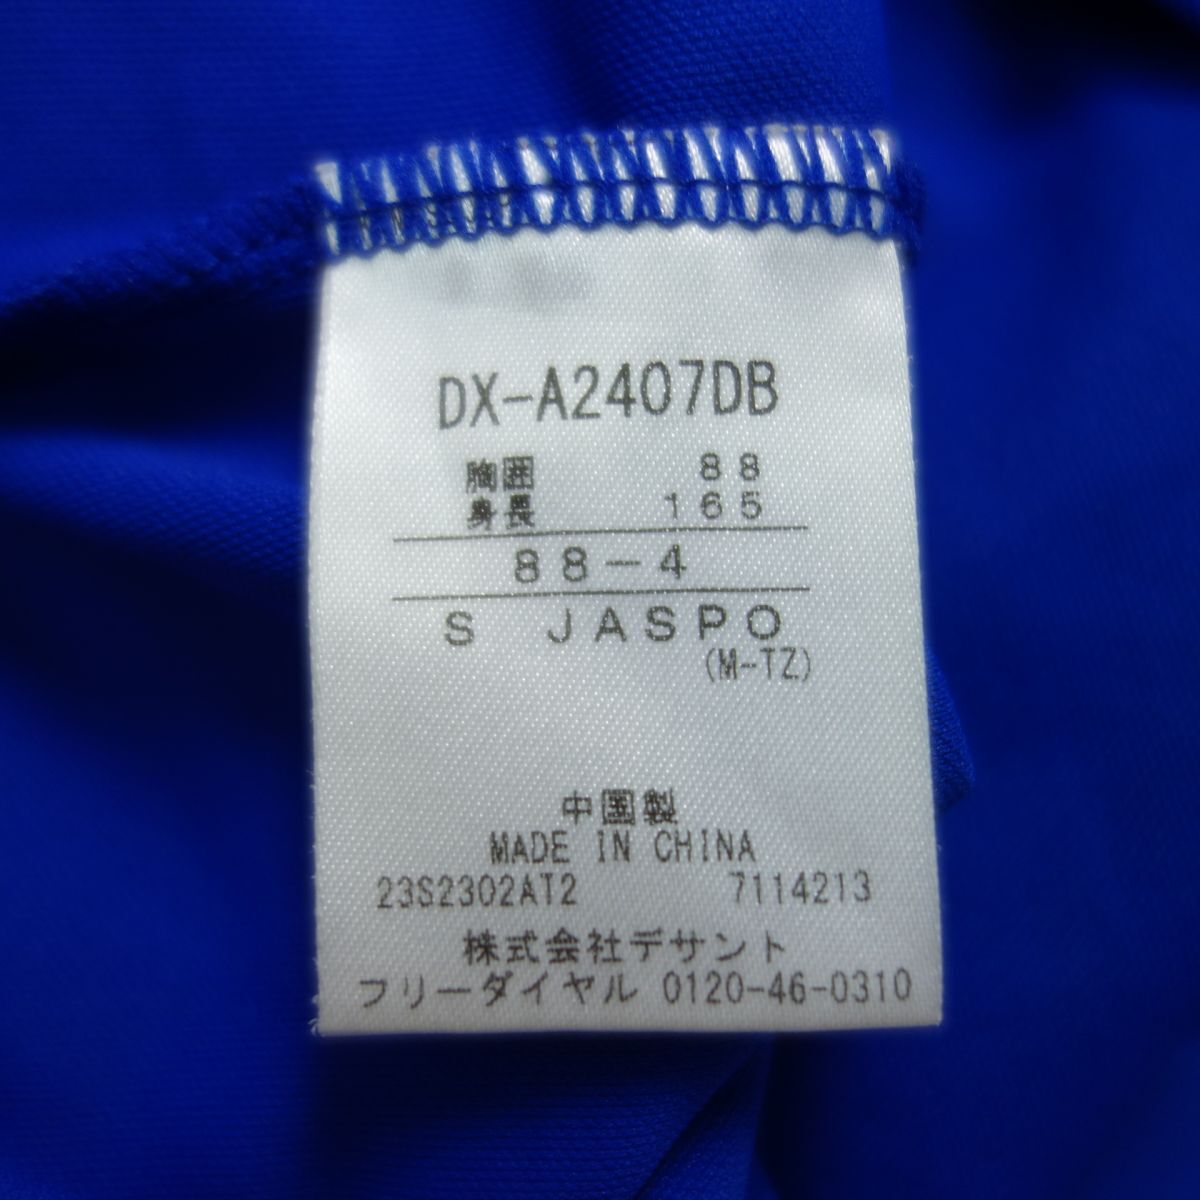 DX-A2407DB
胸囲 88
身長 165
88-4
S JASPO
(M-TZ)
中国製
MADE IN CHINA
23S2302AT2 7114213
株式会社デサント
フリーダイヤル 0120-46-0310